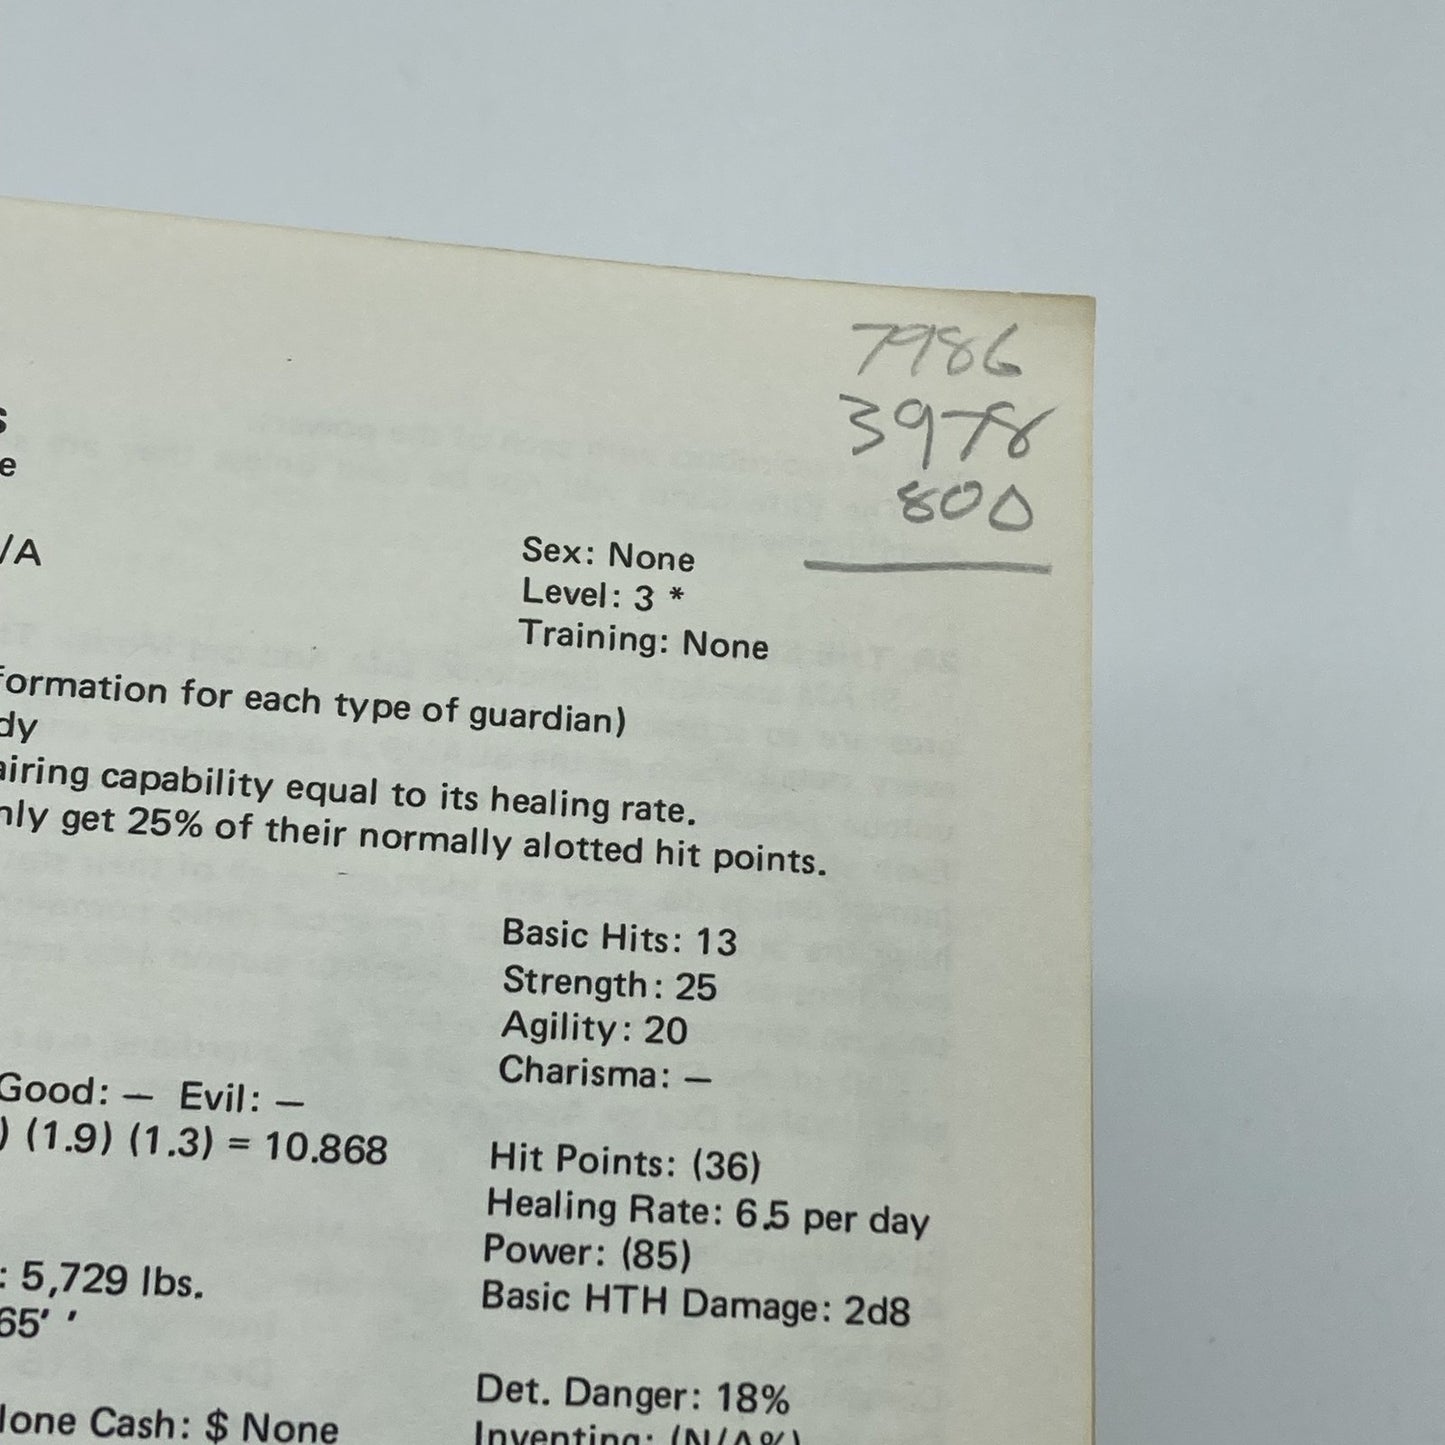 7986
3978
800
s
e
/A
Sex: None
Level: 3 *
Training: None
formation for each type of guardian)
dy
airing capability equal to its healing rate.
nly get 25% of their normally alotted hit points.
Basic Hits: 13
Strength: 25
Agility: 20
Charisma: —
Good: — Evil: —
) (1.9) (1.3) = 10.868
Hit Points: (36)
Healing Rate: 6.5 per day
Power: (85)
: 5,729 lbs.
Basic HTH Damage: 2d8
65' '
Det. Danger: 18%
None Cash: $ None
Inventing: (N/A%)